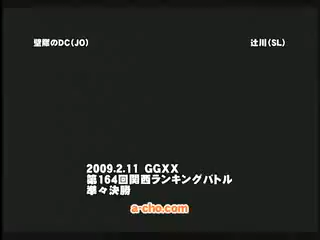 壁際のDC(JO)
辻川(SL)
2009.2.11 GGXX
第164回関西ランキングバトル
準々決勝
a-cho.com